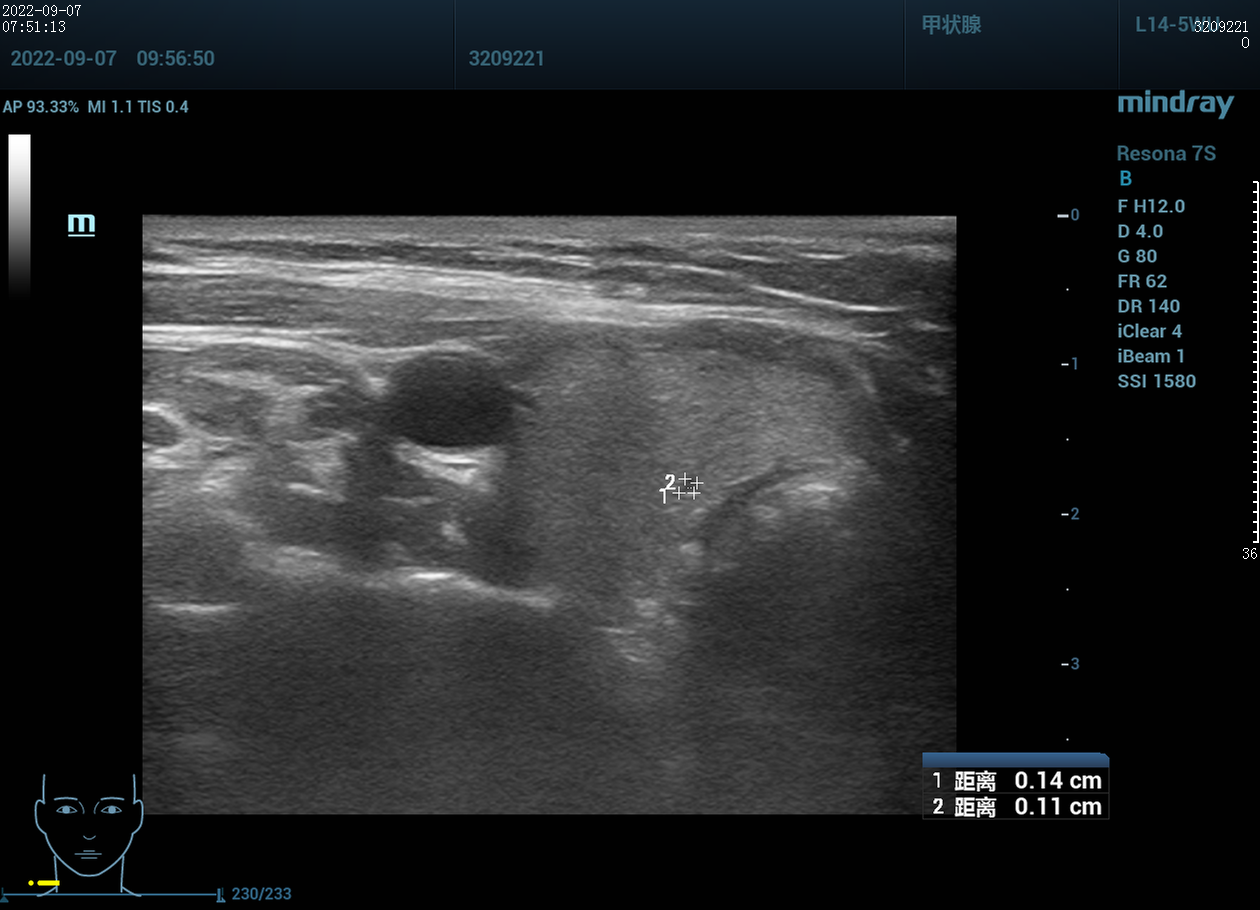 2022-09-07
07:51:13
2022-09-07 09:56:50
3209221
甲状腺
3209221
0
AP 93.33% MI 1.1 TIS 0.4
mindray
Resona 7S
B
F H12.0
D 4.0
G 80
FR 62
DR 140
iClear 4
iBeam 1
SSI 1580
m
0
1
2
3
2
1
36
1 距离 0.14 cm
2 距离 0.11 cm
230/233